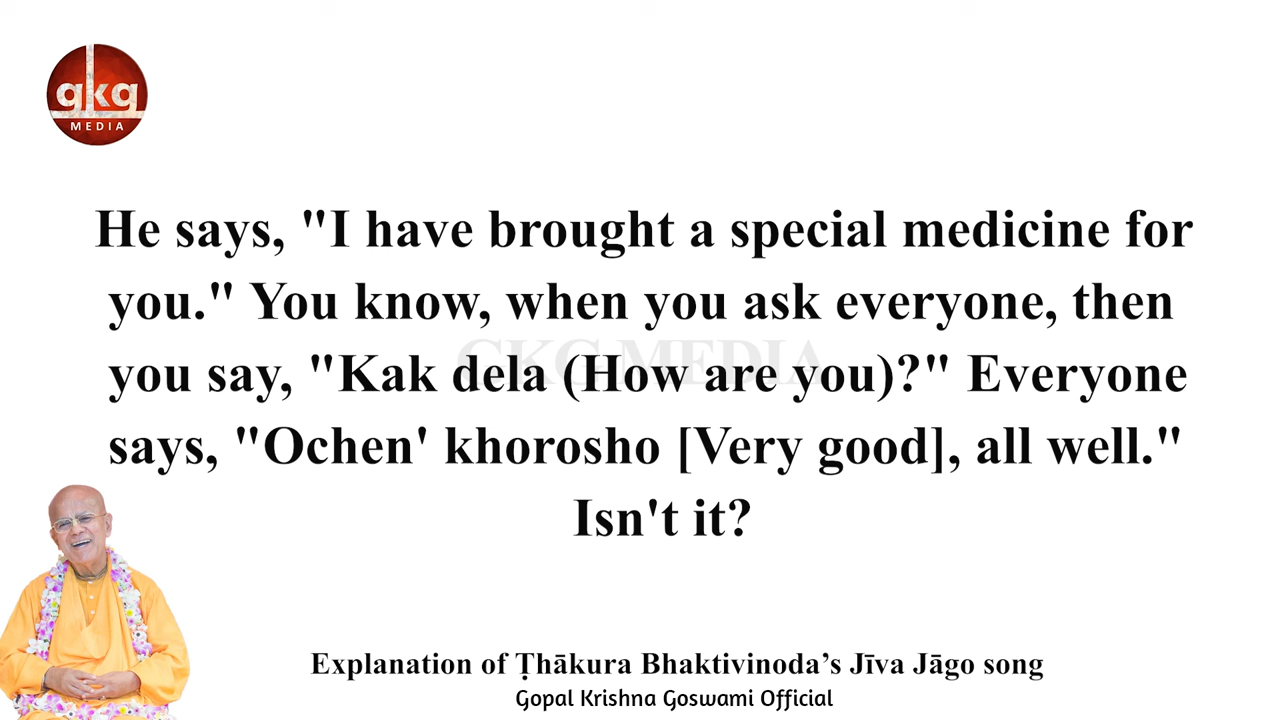 gkg
MEDIA
He says, "I have brought a special medicine for
you." You know, when you ask everyone, then
you say, "Kak dela (How are you)?" Everyone
says, "Ochen' khorosho [Very good], all well."
Isn't it?
GKG MEDIA
Explanation of Ṭhākura Bhaktivinoda’s Jīva Jāgo song
Gopal Krishna Goswami Official